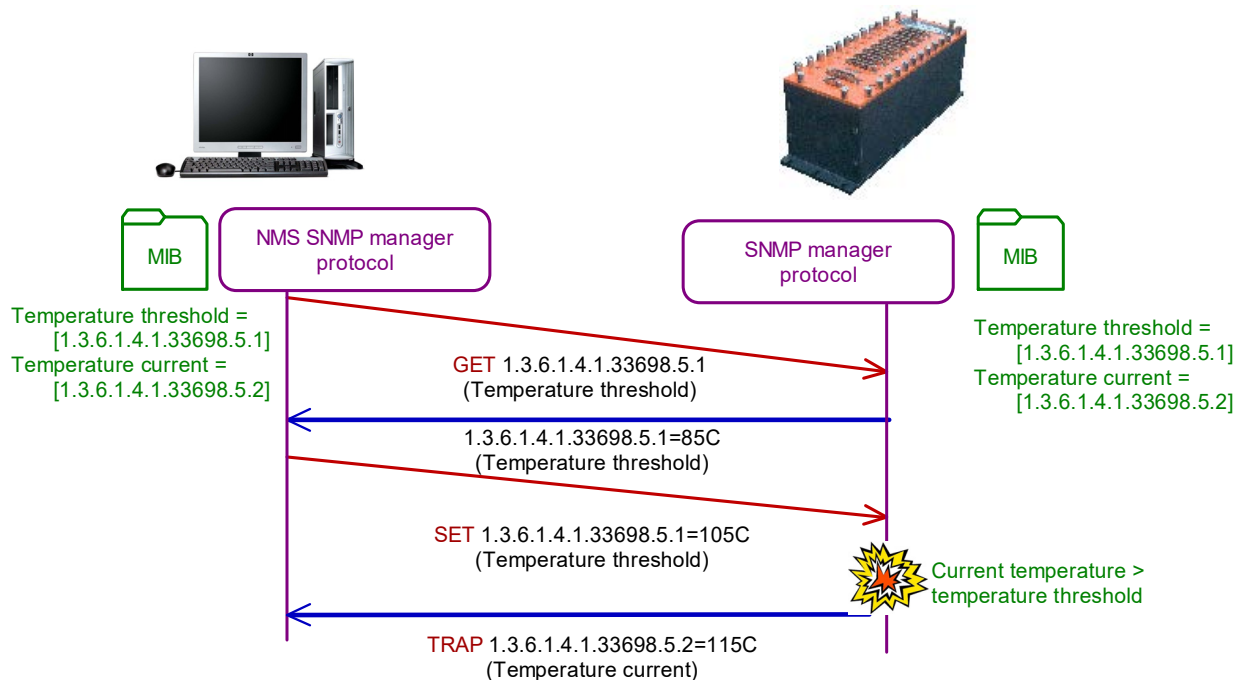 NMS SNMP manager
protocol
SNMP manager
protocol
MIB
MIB
Temperature threshold =
[1.3.6.1.4.1.33698.5.1]
Temperature current =
[1.3.6.1.4.1.33698.5.2]
Temperature threshold =
[1.3.6.1.4.1.33698.5.1]
Temperature current =
[1.3.6.1.4.1.33698.5.2]
GET 1.3.6.1.4.1.33698.5.1
(Temperature threshold)
1.3.6.1.4.1.33698.5.1=85C
(Temperature threshold)
SET 1.3.6.1.4.1.33698.5.1=105C
(Temperature threshold)
Current temperature >
temperature threshold
TRAP 1.3.6.1.4.1.33698.5.2=115C
(Temperature current)